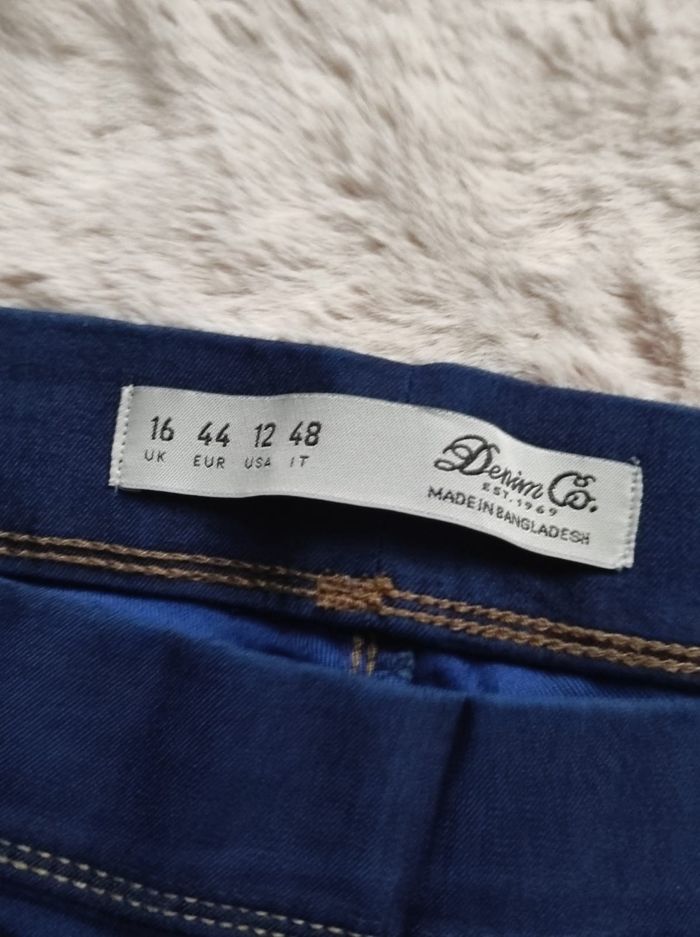 16 44 12 48
UK EUR USA IT
Denim Co.
EST. 1969
MADE IN BANGLADESH